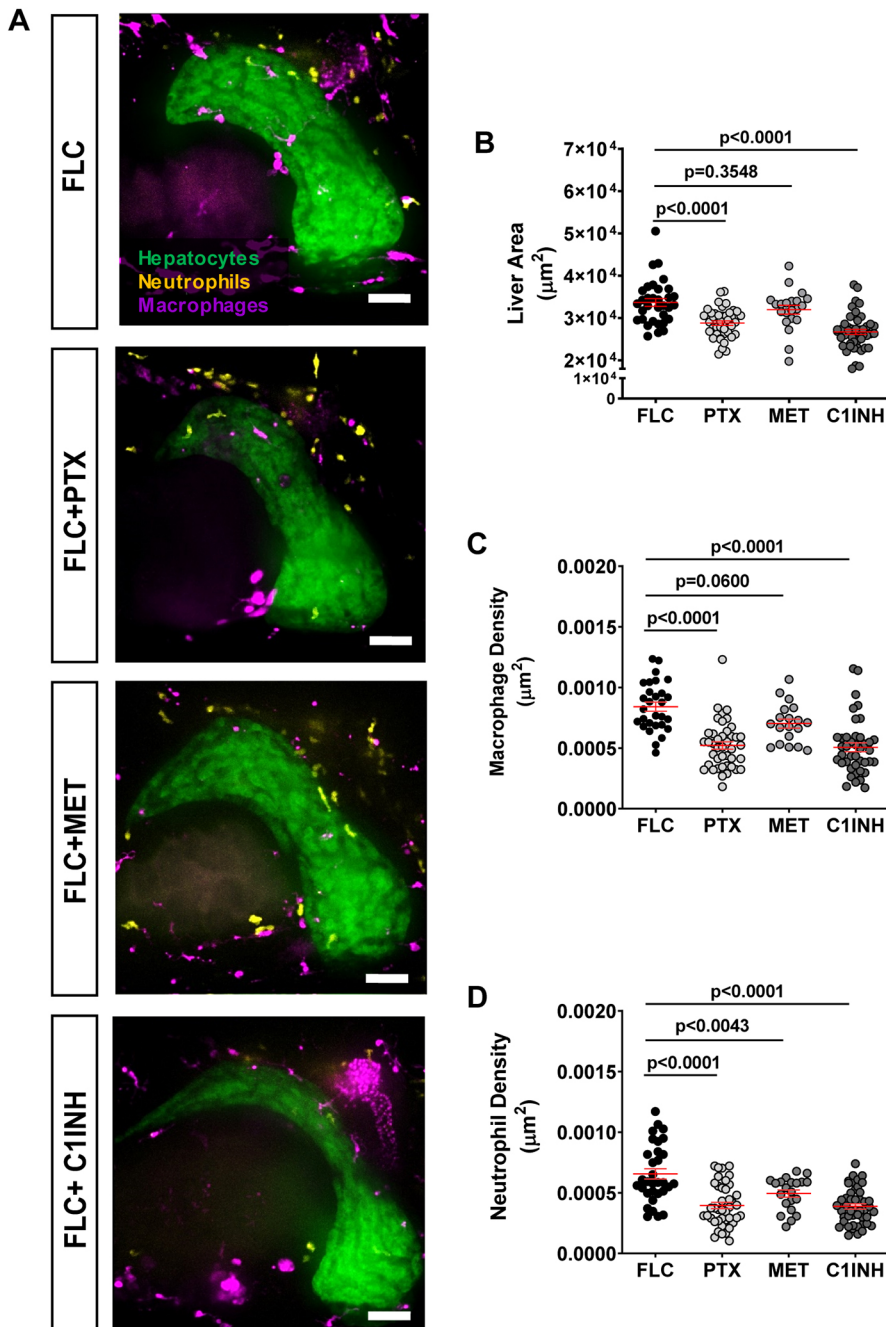 A
FLC
Hepatocytes
Neutrophils
Macrophages
FLC+PTX
FLC+MET
FLC+ C1INH
B
p<0.0001
p=0.3548
p<0.0001
7×10⁴
6×10⁴
5×10⁴
4×10⁴
3×10⁴
2×10⁴
1×10⁴
0
Liver Area
(μm²)
FLC PTX MET C1INH
C
p<0.0001
p=0.0600
p<0.0001
0.0020
0.0015
0.0010
0.0005
0.0000
Macrophage Density
(μm²)
FLC PTX MET C1INH
D
p<0.0001
p<0.0043
p<0.0001
0.0020
0.0015
0.0010
0.0005
0.0000
Neutrophil Density
(μm²)
FLC PTX MET C1INH